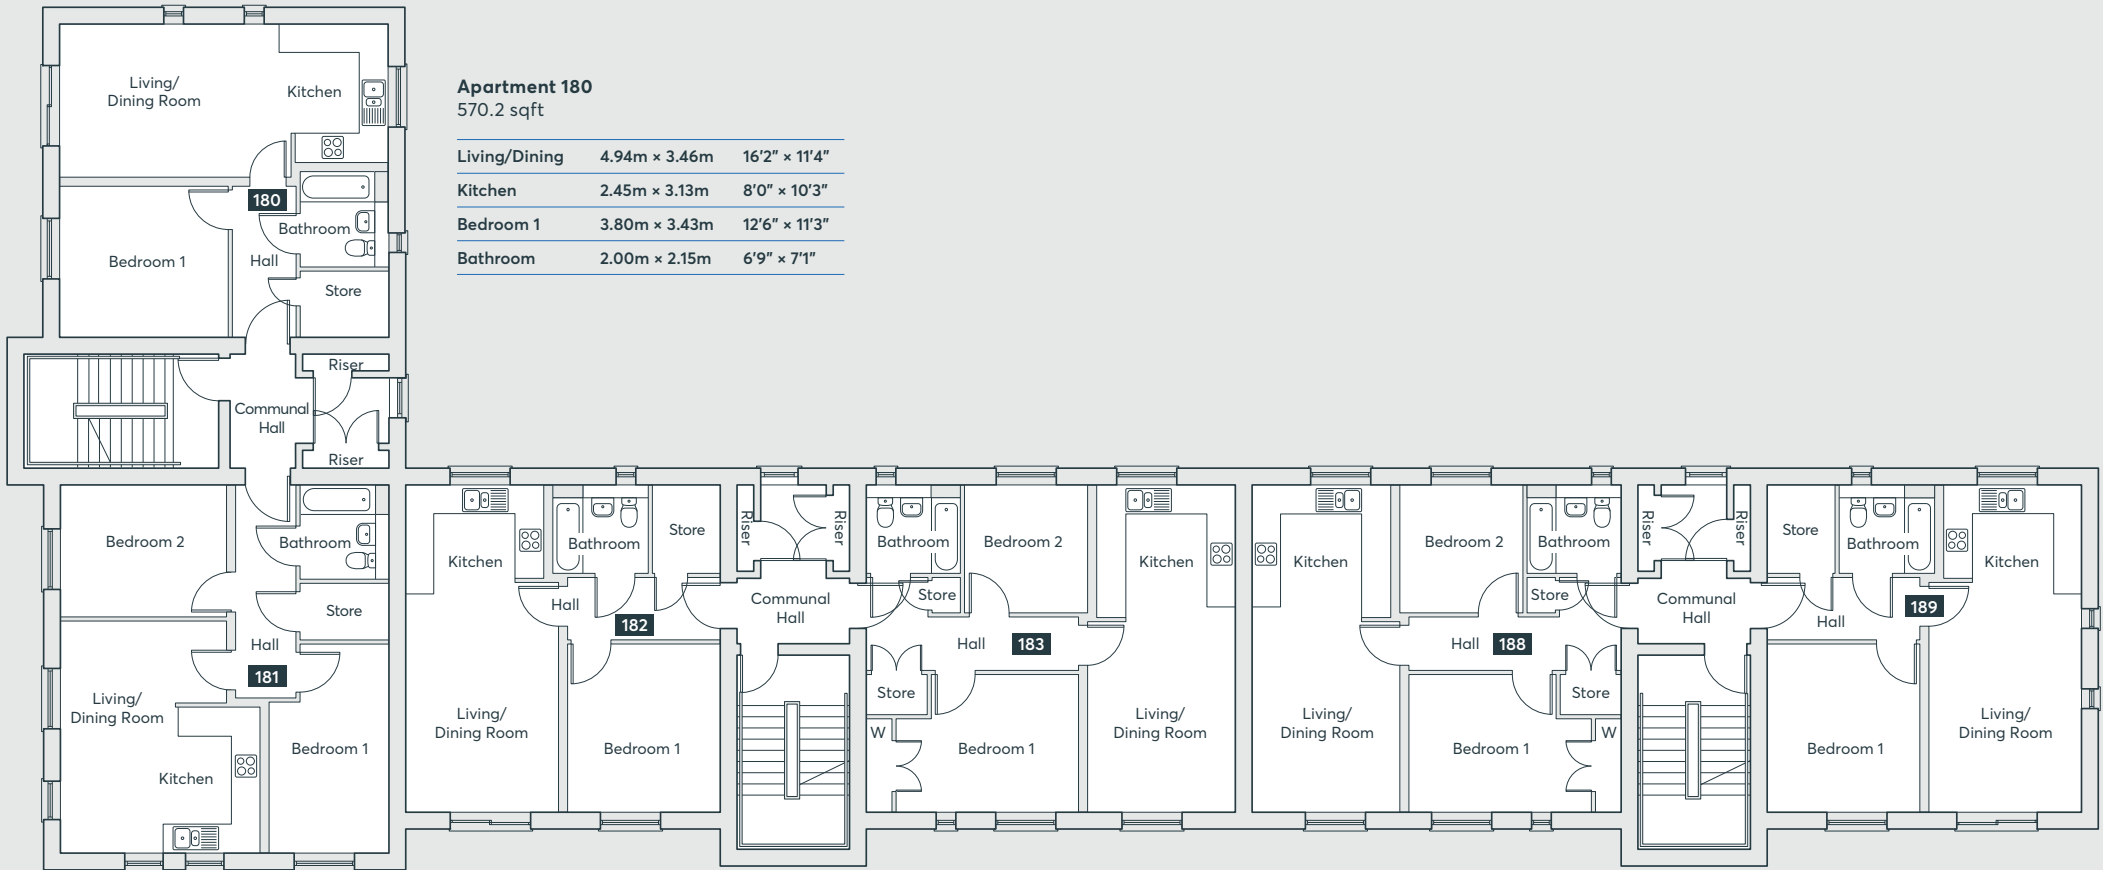 Apartment 180
570.2 sqft
Living/Dining 4.94m × 3.46m 16’2” × 11’4”
Kitchen 2.45m × 3.13m 8’0” × 10’3”
Bedroom 1 3.80m × 3.43m 12’6” × 11’3”
Bathroom 2.00m × 2.15m 6’9” × 7’1”
Living/
Dining Room
Kitchen
180
Bathroom
Bedroom 1
Hall
Store
Riser
Communal
Hall
Riser
Bedroom 2
Bathroom
Store
Hall
181
Living/
Dining Room
Bedroom 1
Kitchen
Kitchen
Bathroom
Store
Hall
182
Living/
Dining Room
Bedroom 1
Riser
Riser
Communal
Hall
Bathroom
Bedroom 2
Kitchen
Store
Hall
183
Store
W
Bedroom 1
Living/
Dining Room
Kitchen
Bedroom 2
Bathroom
Store
Hall
188
Store
W
Living/
Dining Room
Bedroom 1
Riser
Riser
Communal
Hall
Store
Bathroom
Kitchen
Hall
189
Bedroom 1
Living/
Dining Room